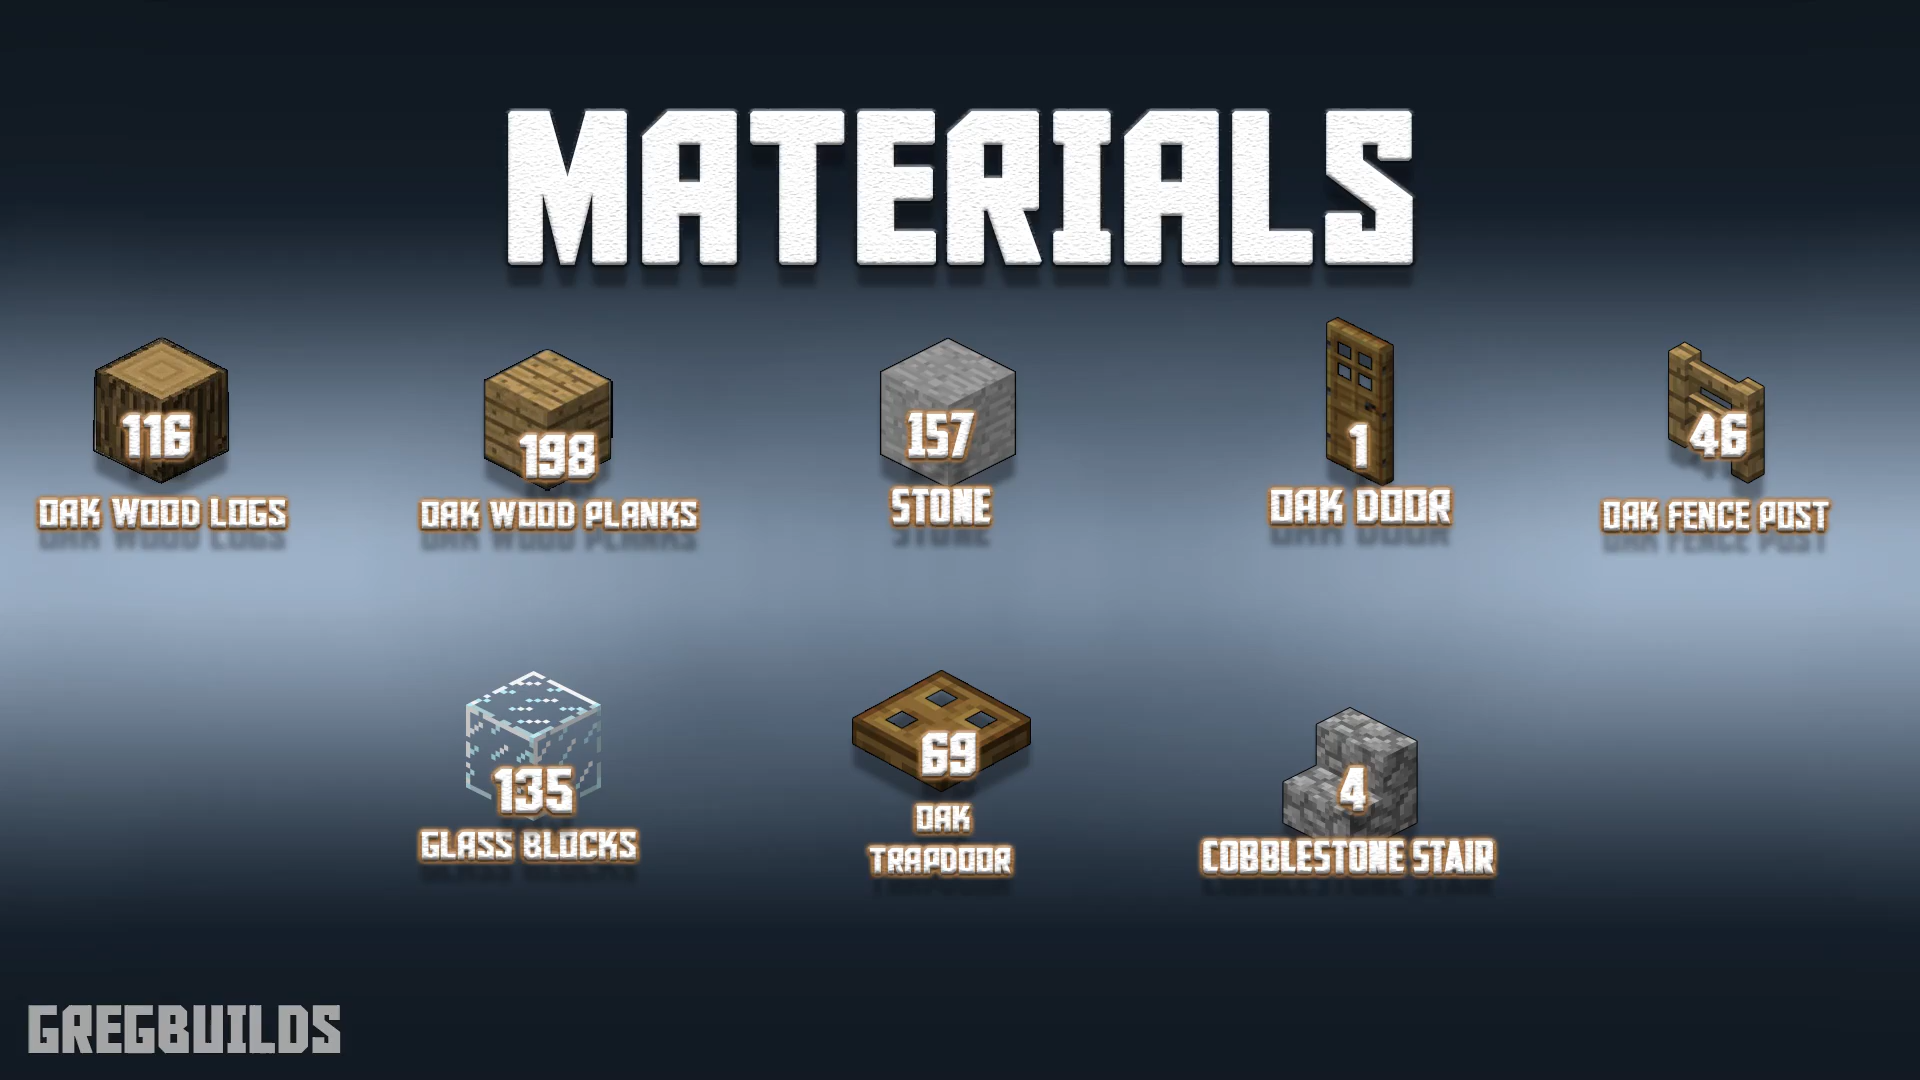 MATERIALS
116
198
157
1
46
OAK WOOD LOGS
OAK WOOD PLANKS
STONE
OAK DOOR
OAK FENCE POST
135
69
4
GLASS BLOCKS
OAK
TRAPDOOR
COBBLESTONE STAIR
GREGBUILDS